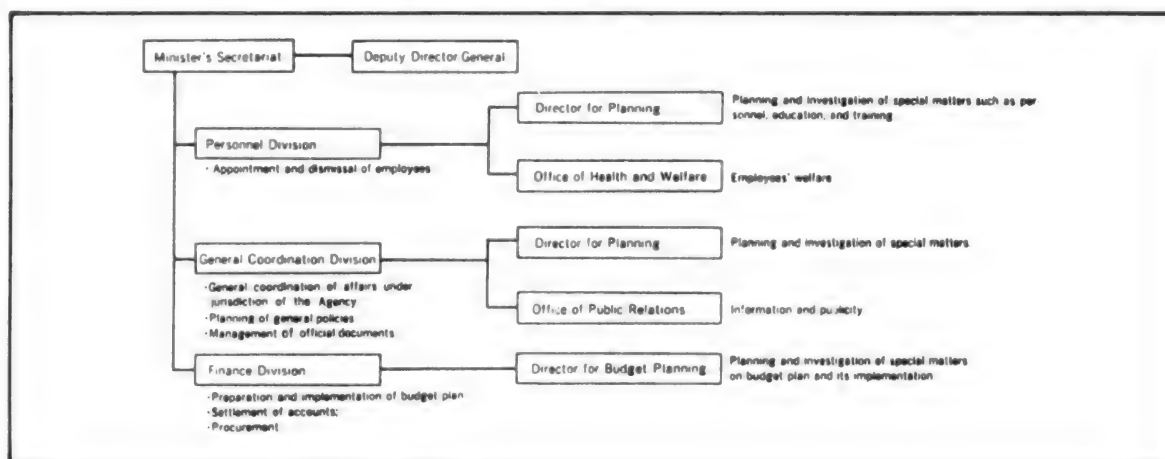 Minister's Secretariat
Deputy Director-General
Director for Planning
Planning and investigation of special matters such as per
sonnel, education, and training
Personnel Division
· Appointment and dismissal of employees
Office of Health and Welfare
Employees' welfare
Director for Planning
Planning and investigation of special matters
General Coordination Division
· General coordination of affairs under
jurisdiction of the Agency
· Planning of general policies
· Management of official documents
Office of Public Relations
Information and publicity
Finance Division
· Preparation and implementation of budget plan
· Settlement of accounts;
· Procurement
Director for Budget Planning
Planning and investigation of special matters
on budget plan and its implementation